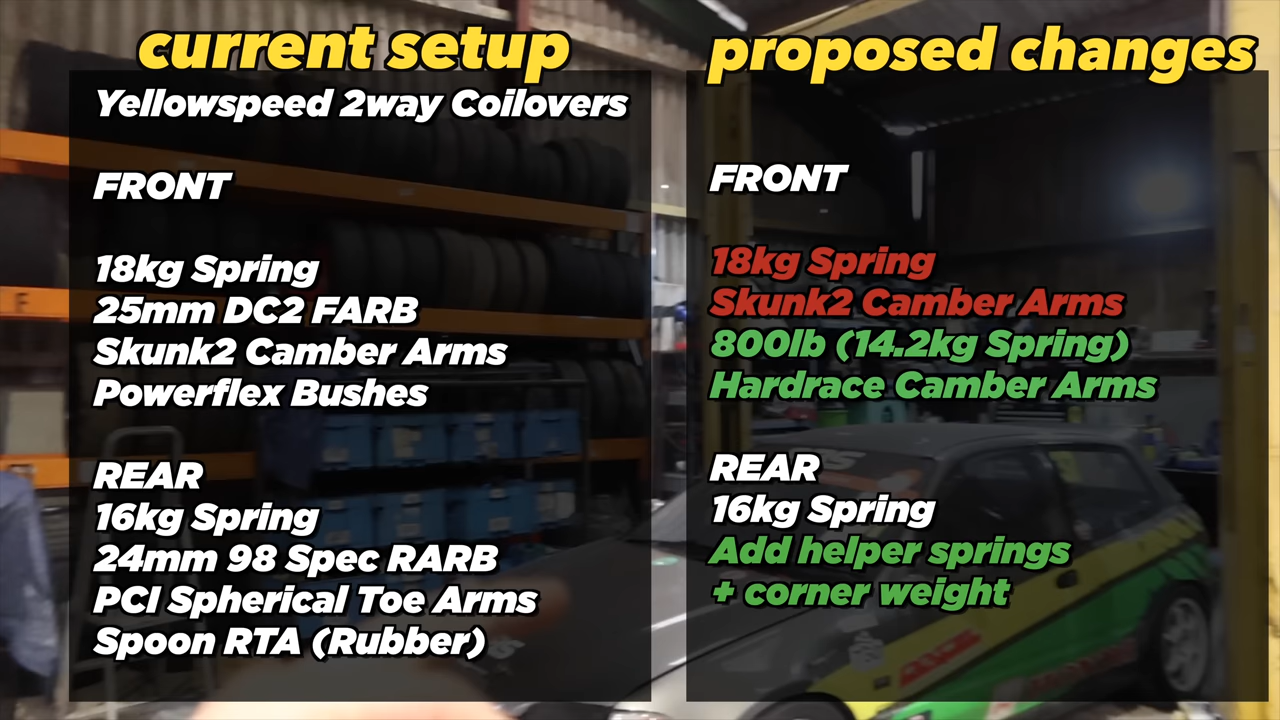 current setup
Yellowspeed 2way Coilovers
FRONT
18kg Spring
25mm DC2 FARB
Skunk2 Camber Arms
Powerflex Bushes
REAR
16kg Spring
24mm 98 Spec RARB
PCI Spherical Toe Arms
Spoon RTA (Rubber)
proposed changes
FRONT
18kg Spring
Skunk2 Camber Arms
800lb (14.2kg Spring)
Hardrace Camber Arms
REAR
16kg Spring
Add helper springs
+ corner weight
F